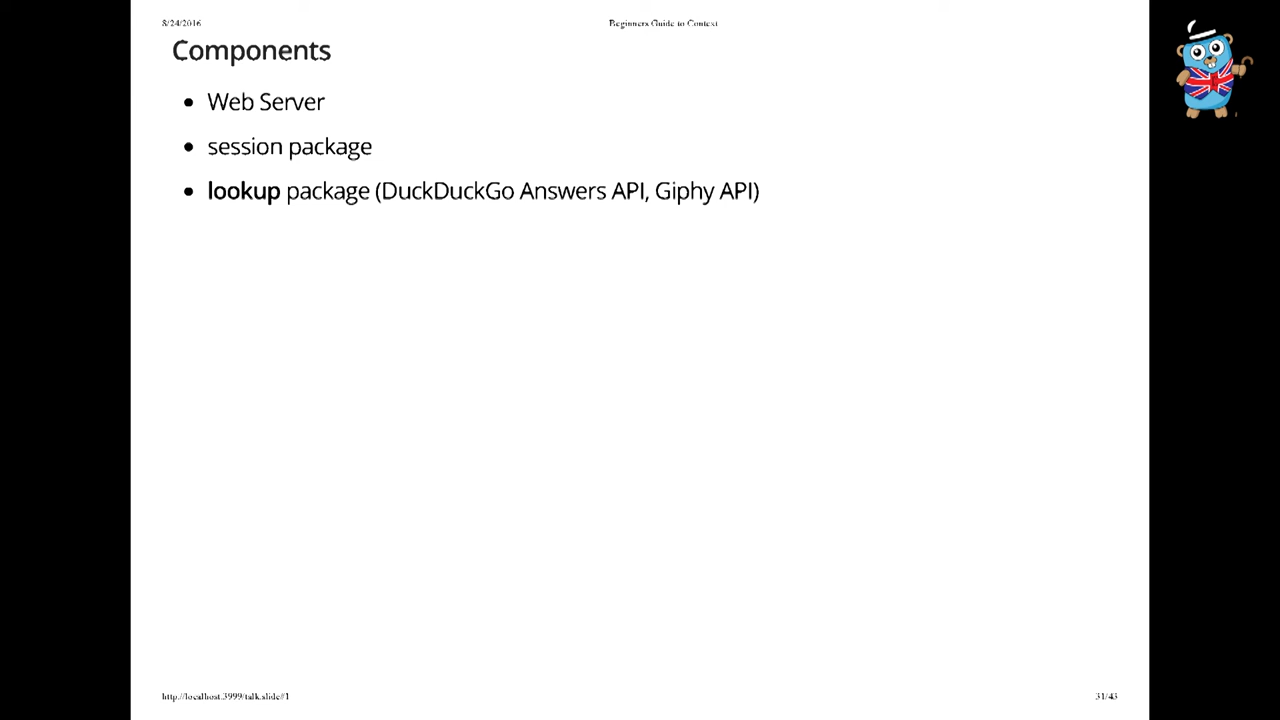 8/24/2016
Beginners Guide to Context
Components
Web Server
session package
lookup package (DuckDuckGo Answers API, Giphy API)
http://localhost:3999/talk.slide#1
31/43